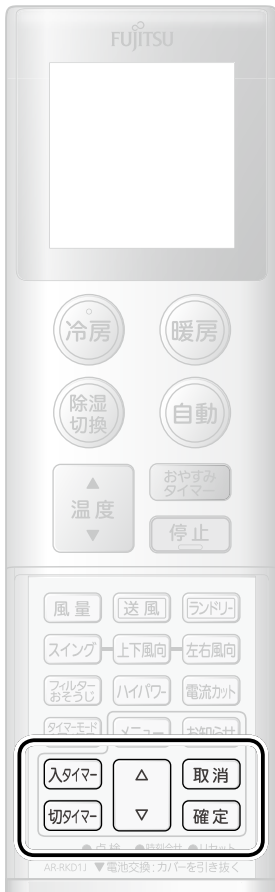 FUJITSU
冷房 暖房
除湿切換 自動
▲ 温度 ▼
おやすみタイマー
停止
風量 送風 ランドリー
スイング 上下風向 左右風向
フィルターおそうじ ハイパワー 電流カット
タイマーモード メニュー お知らせ
入タイマー △ 取消
切タイマー ▽ 確定
●点検 ●時刻合せ ●リセット
AR-RKD1J ▼電池交換:カバーを引き抜く